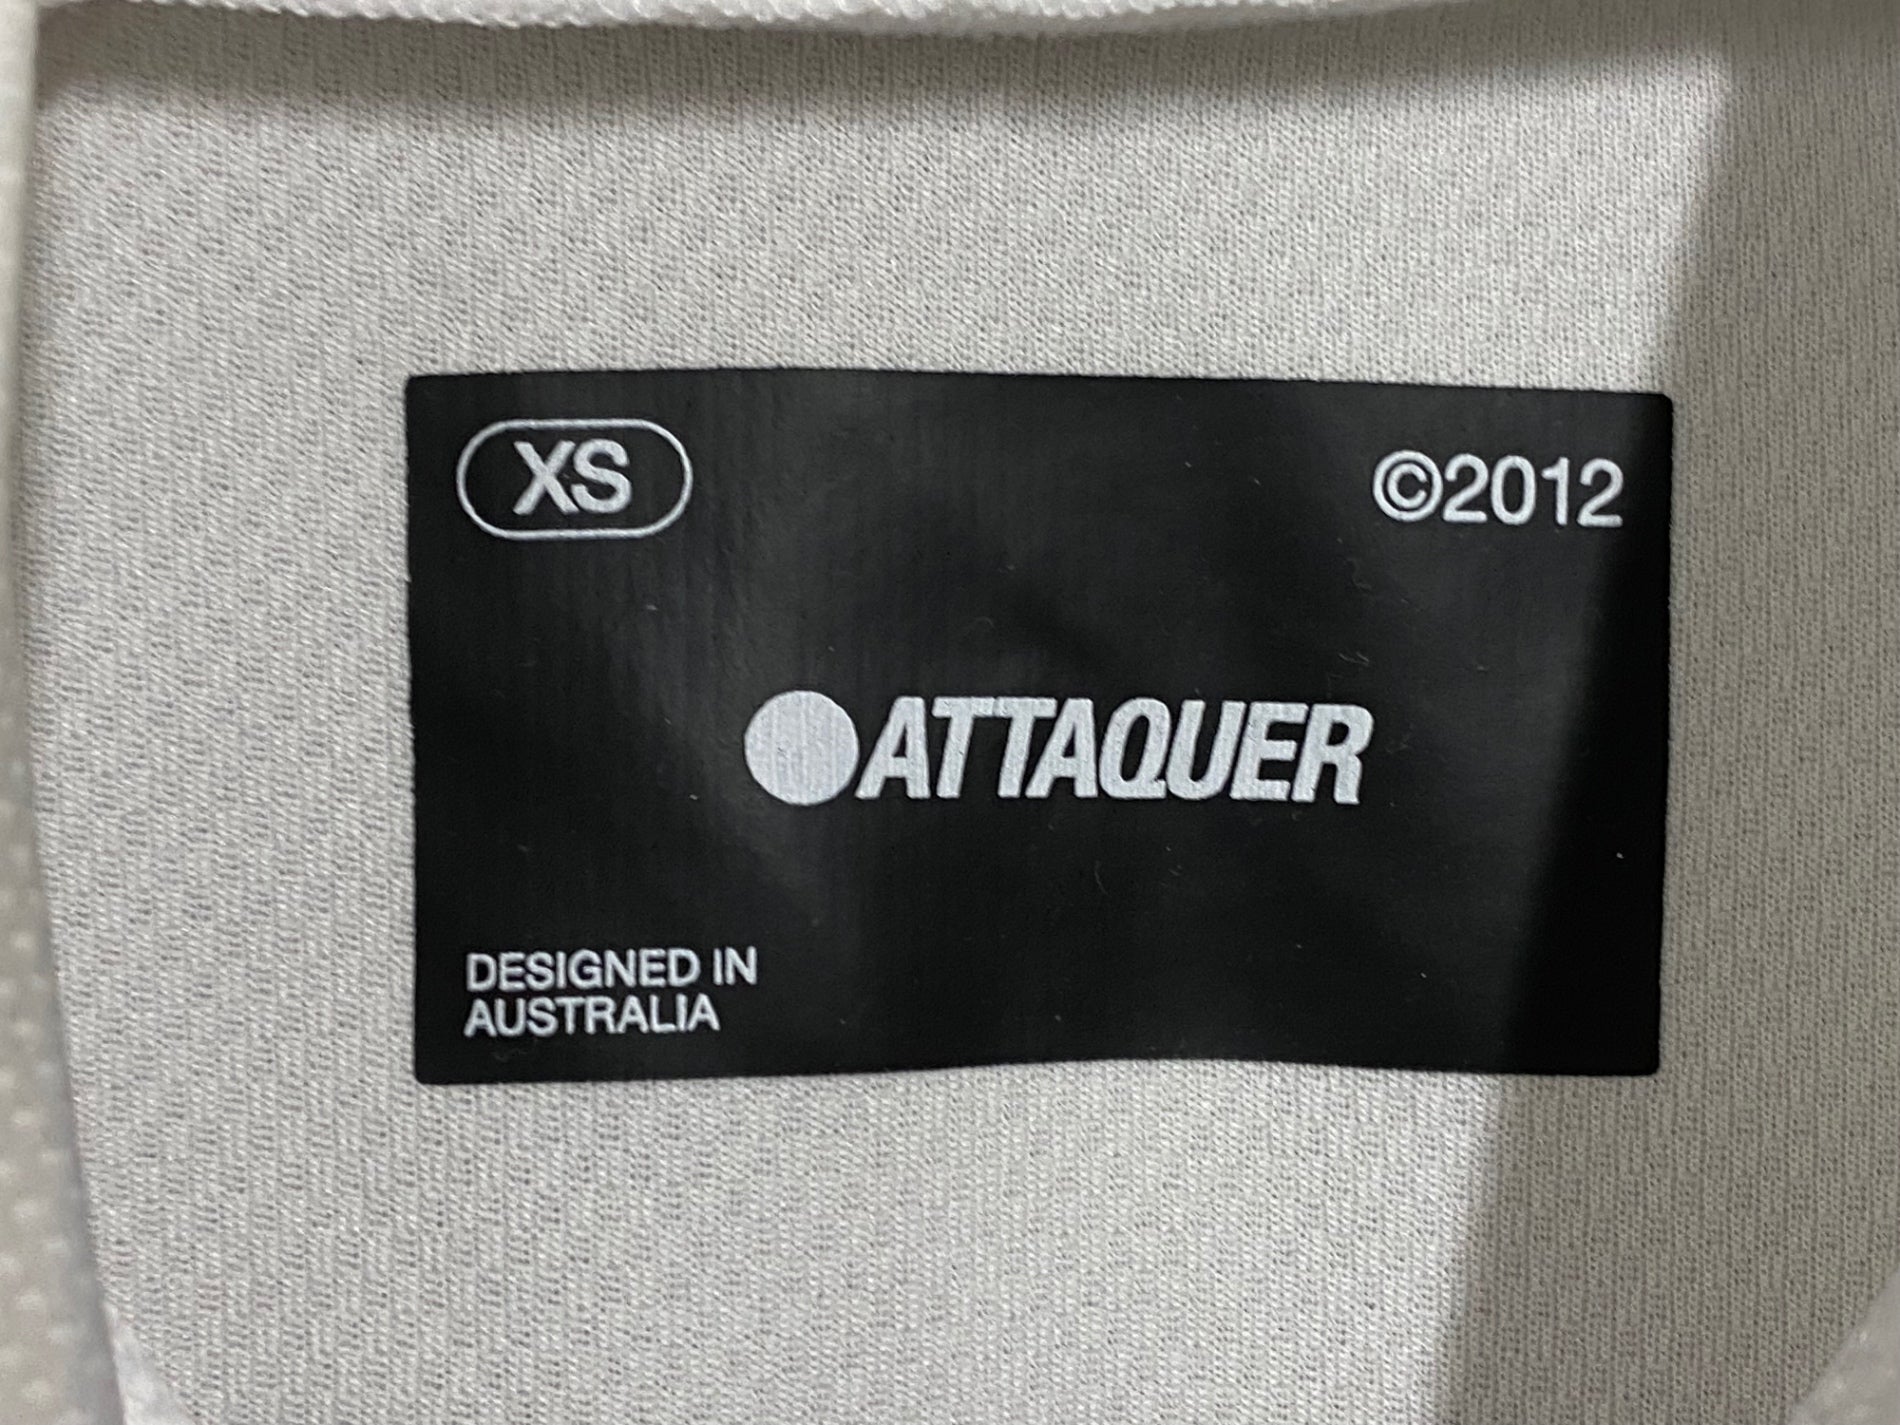 XS
©2012
ATTAQUER
DESIGNED IN
AUSTRALIA